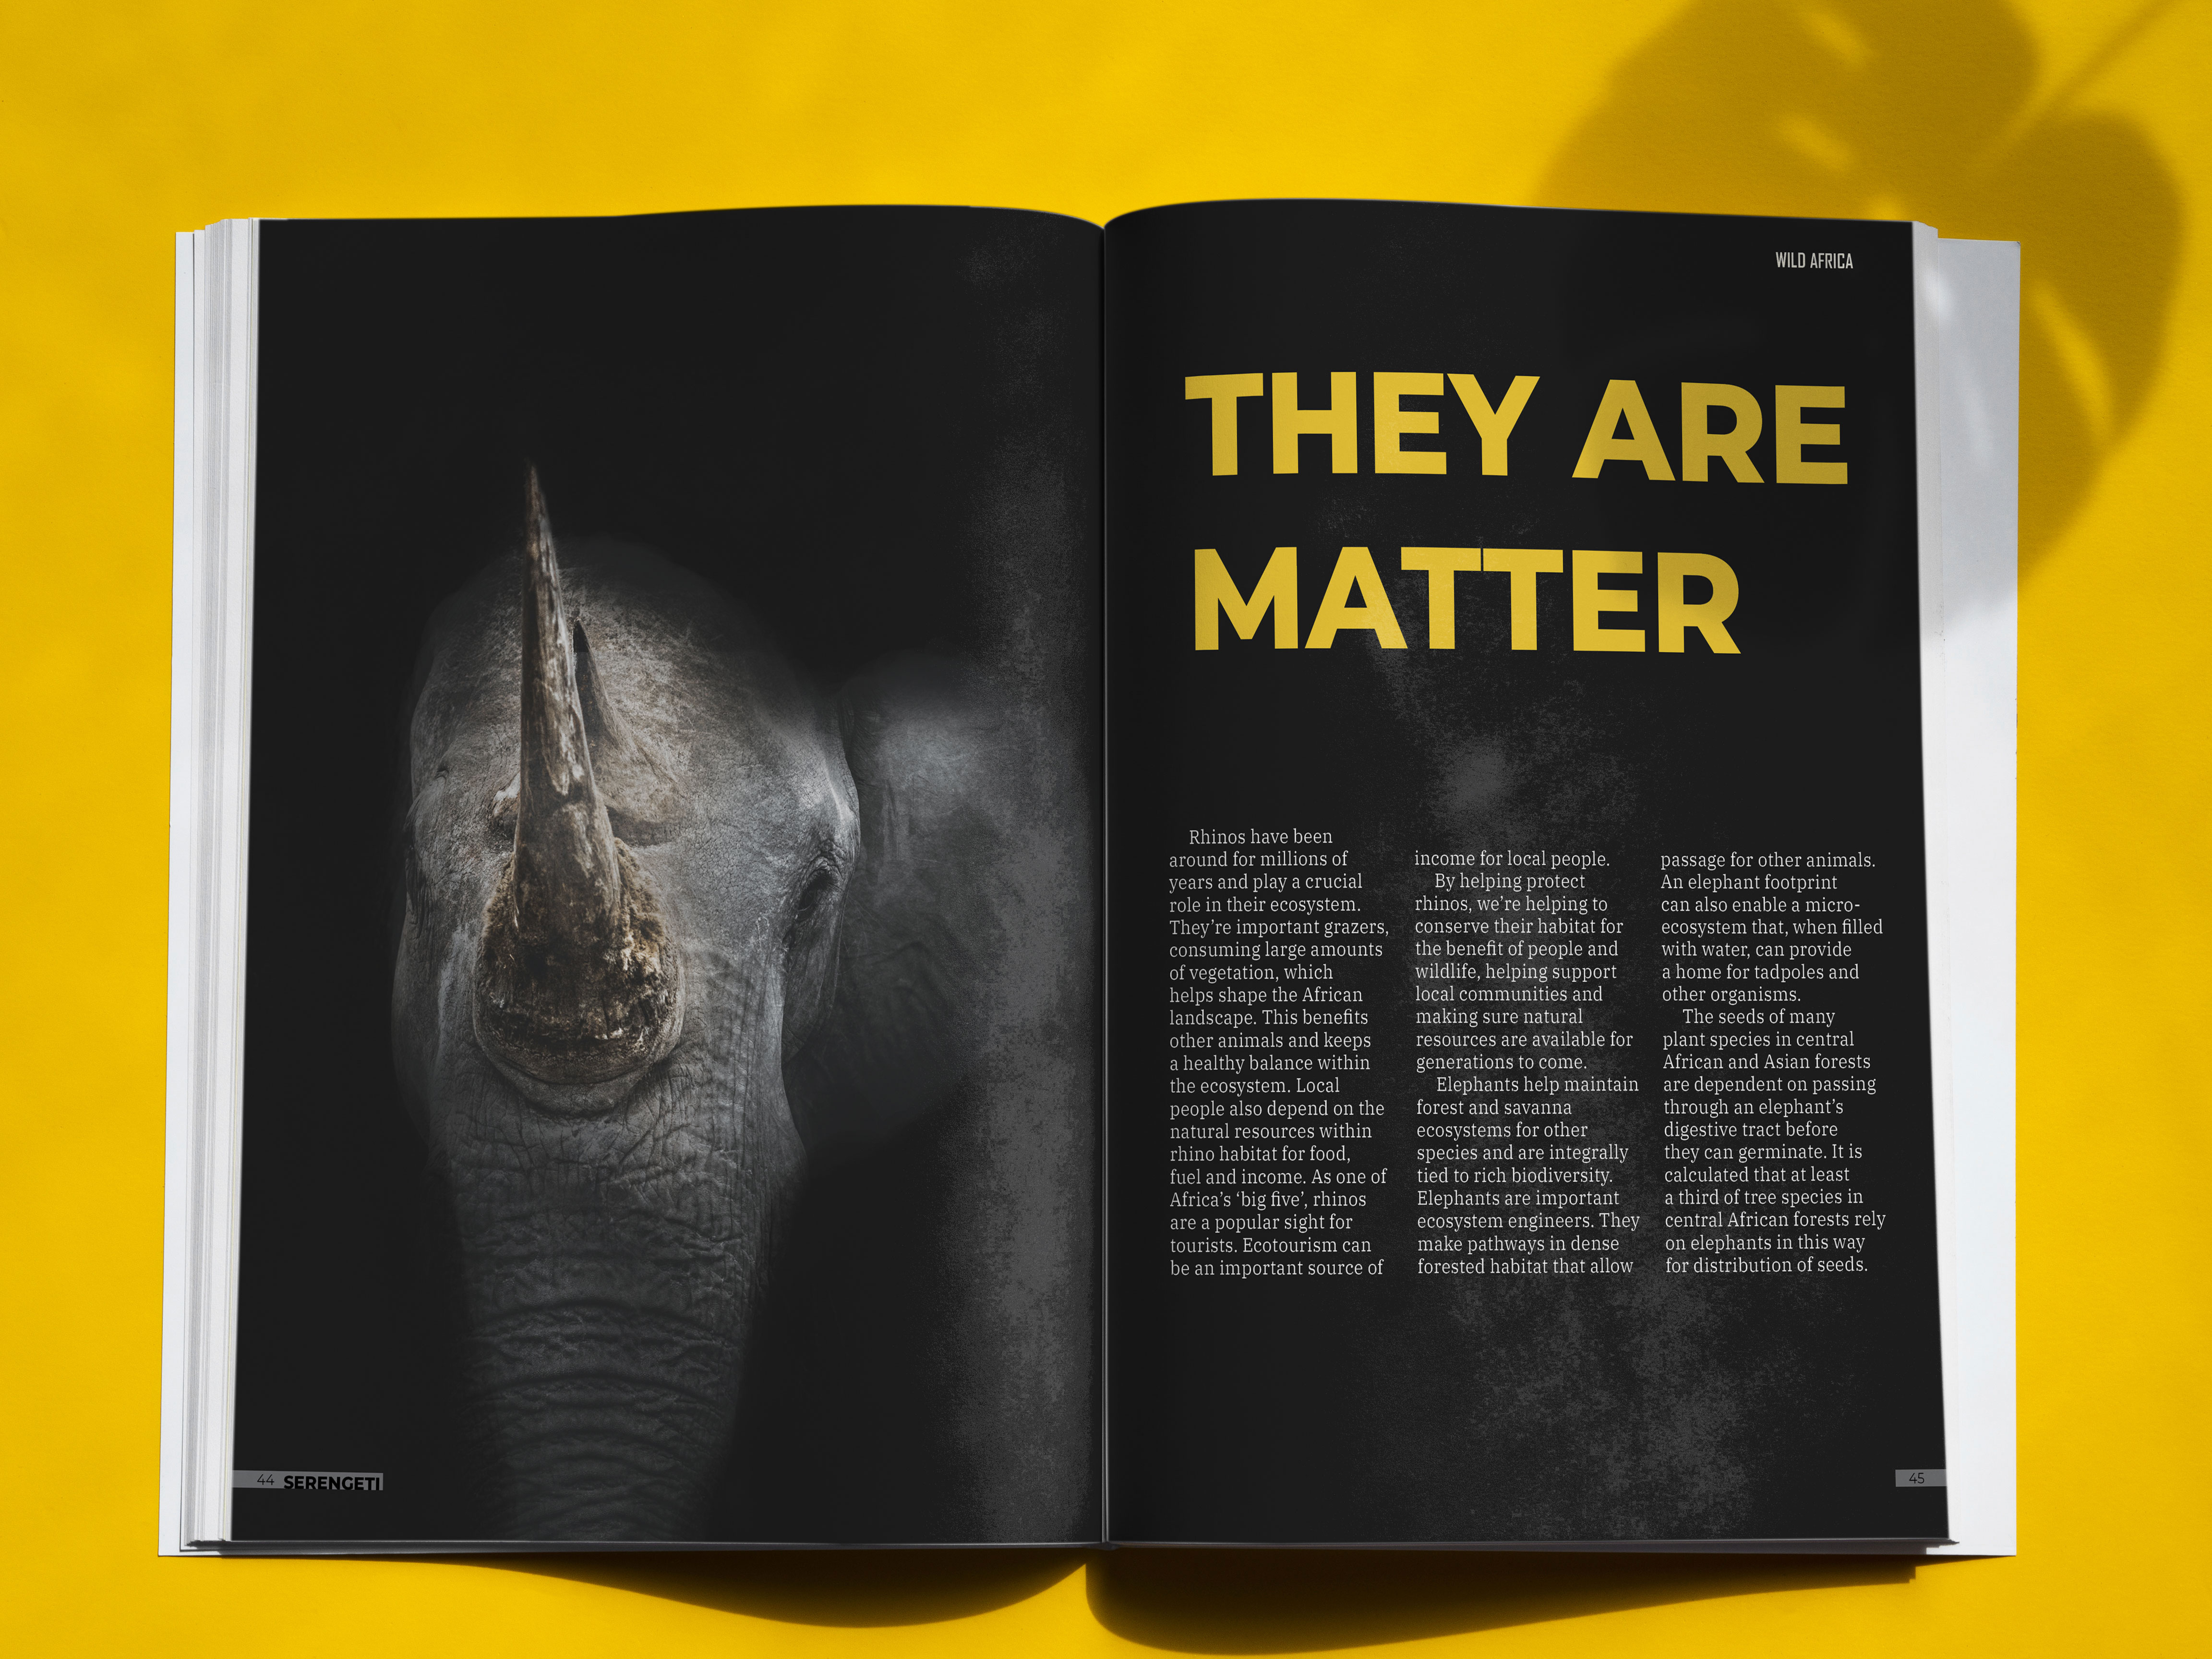 WILD AFRICA
THEY ARE
MATTER
Rhinos have been
around for millions of
years and play a crucial
role in their ecosystem.
They’re important grazers,
consuming large amounts
of vegetation, which
helps shape the African
landscape. This benefits
other animals and keeps
a healthy balance within
the ecosystem. Local
people also depend on the
natural resources within
rhino habitat for food,
fuel and income. As one of
Africa’s ‘big five’, rhinos
are a popular sight for
tourists. Ecotourism can
be an important source of
income for local people.
By helping protect
rhinos, we’re helping to
conserve their habitat for
the benefit of people and
wildlife, helping support
local communities and
making sure natural
resources are available for
generations to come.
Elephants help maintain
forest and savanna
ecosystems for other
species and are integrally
tied to rich biodiversity.
Elephants are important
ecosystem engineers. They
make pathways in dense
forested habitat that allow
passage for other animals.
An elephant footprint
can also enable a micro-
ecosystem that, when filled
with water, can provide
a home for tadpoles and
other organisms.
The seeds of many
plant species in central
African and Asian forests
are dependent on passing
through an elephant’s
digestive tract before
they can germinate. It is
calculated that at least
a third of tree species in
central African forests rely
on elephants in this way
for distribution of seeds.
44 SERENGETI
45